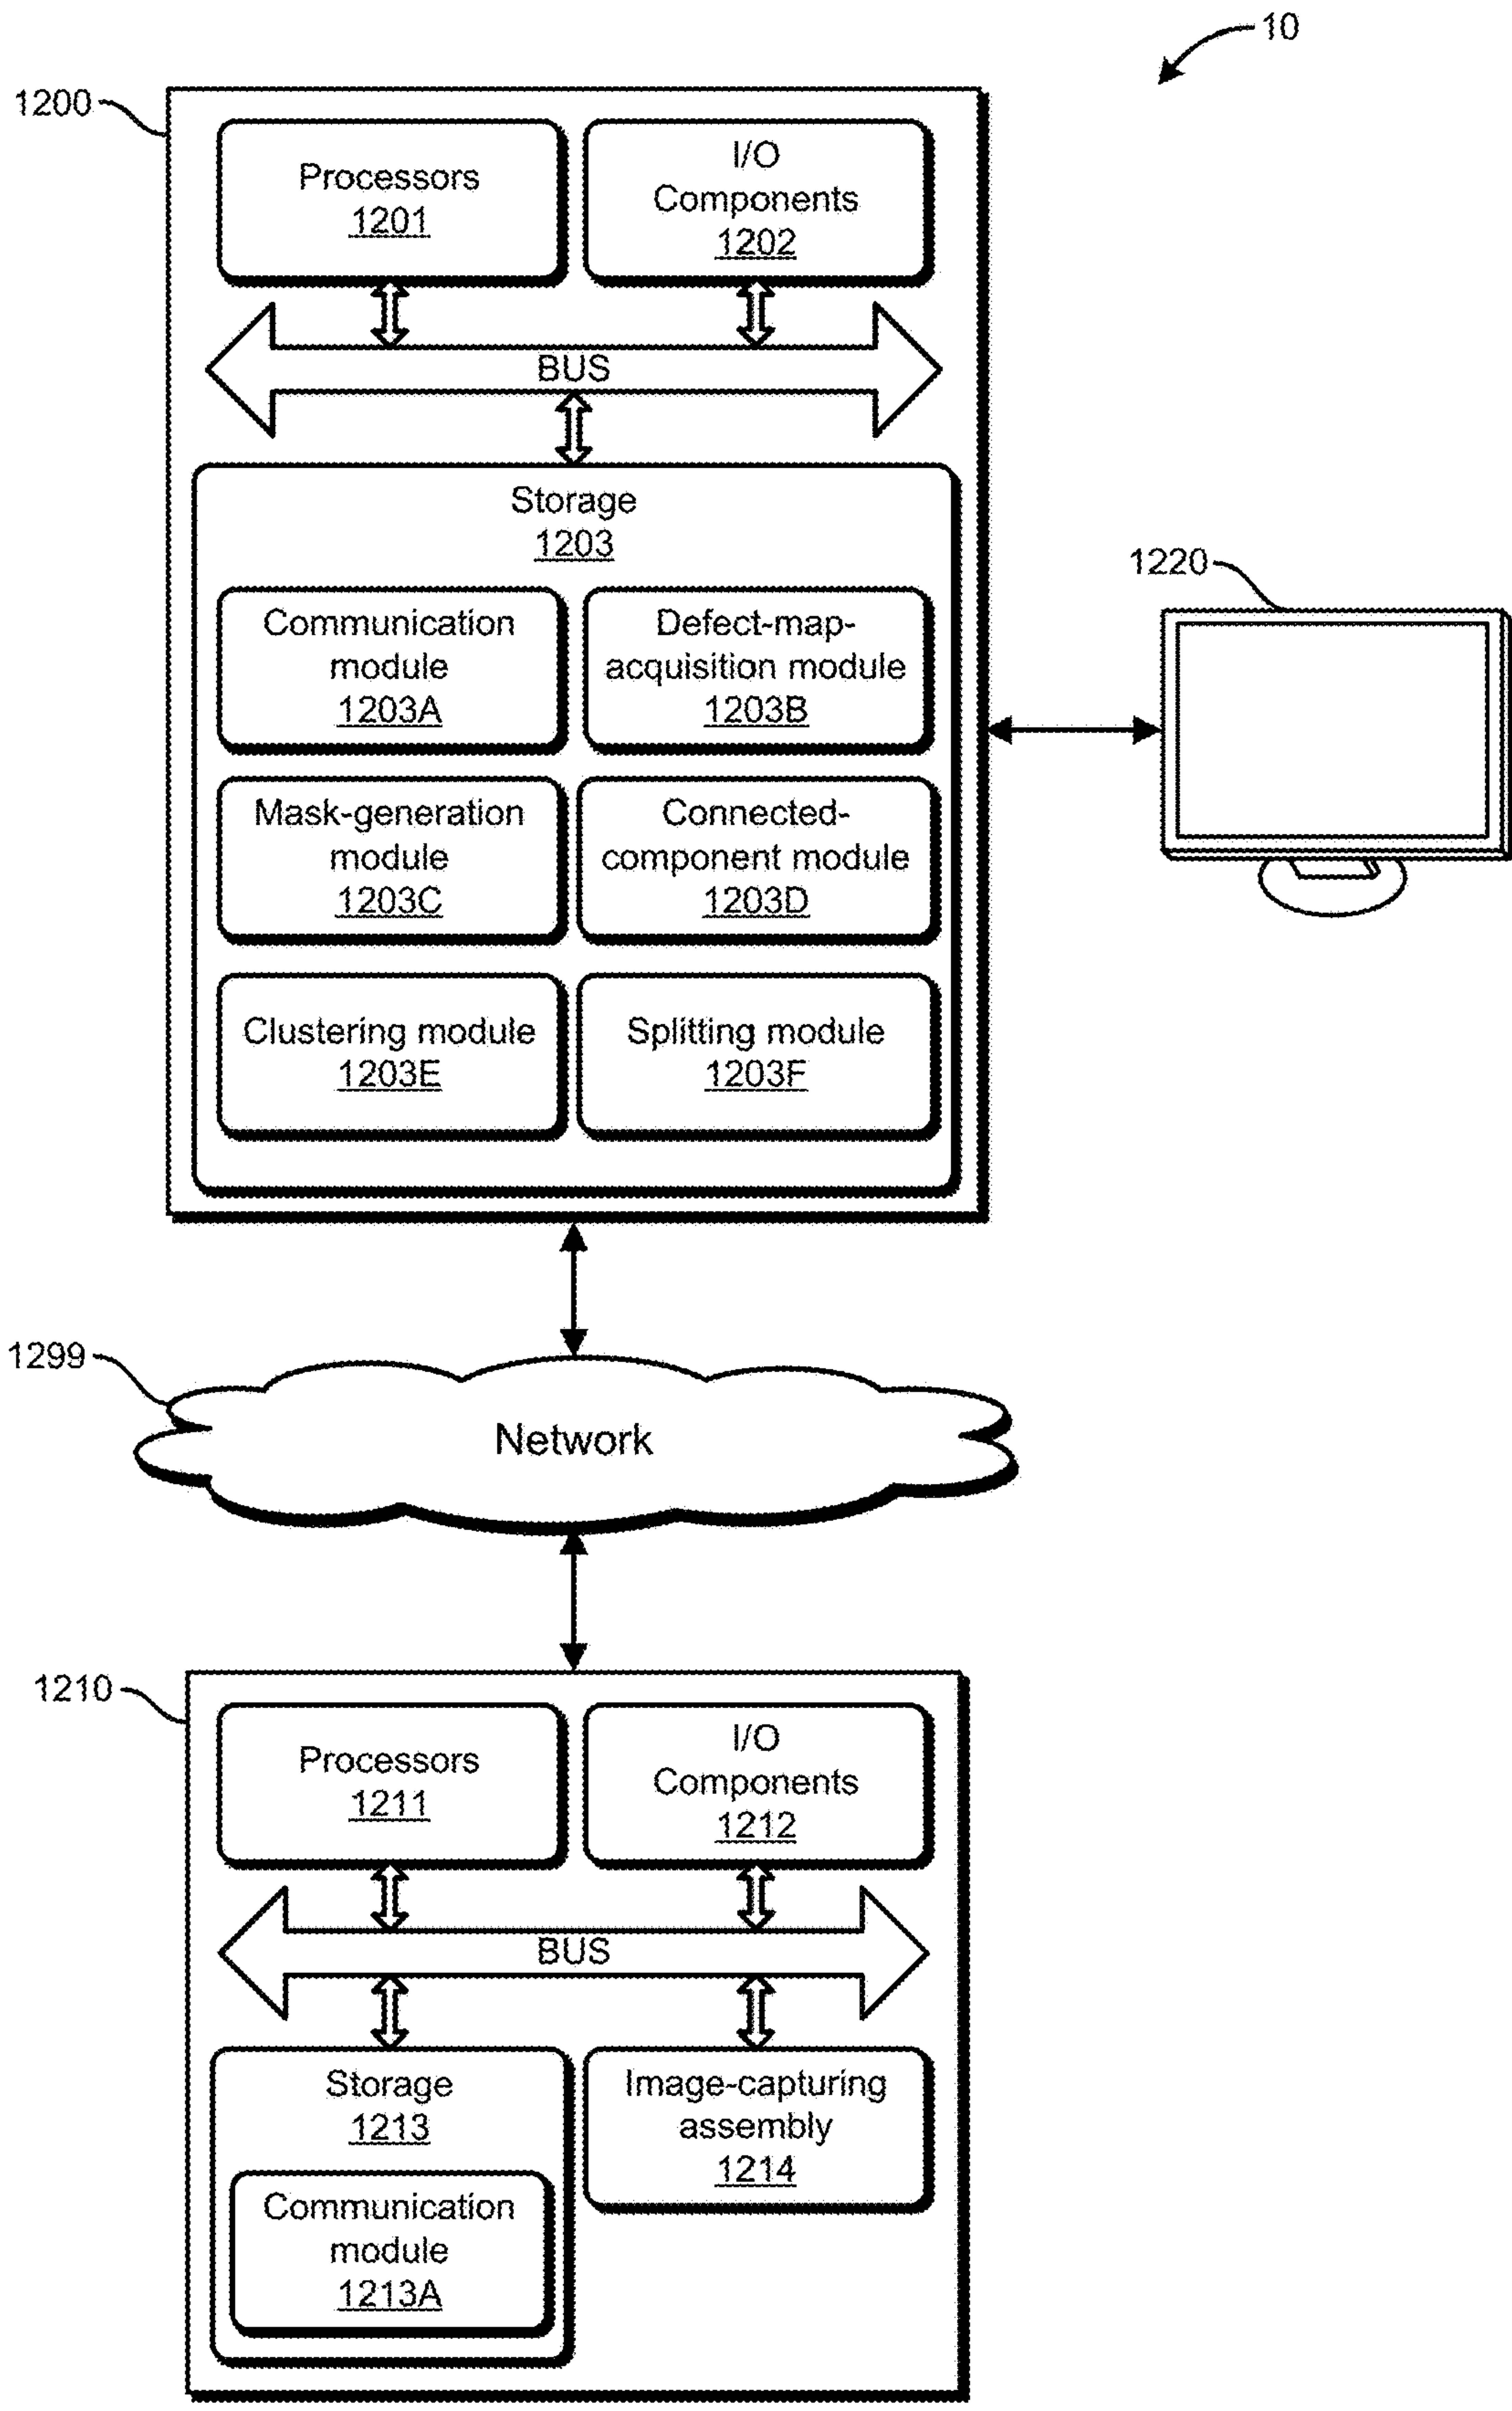 10
1200
Processors
1201
I/O
Components
1202
BUS
Storage
1203
Communication
module
1203A
Defect-map-
acquisition module
1203B
Mask-generation
module
1203C
Connected-
component module
1203D
Clustering module
1203E
Splitting module
1203F
1220
1299
Network
1210
Processors
1211
I/O
Components
1212
BUS
Storage
1213
Communication
module
1213A
Image-capturing
assembly
1214